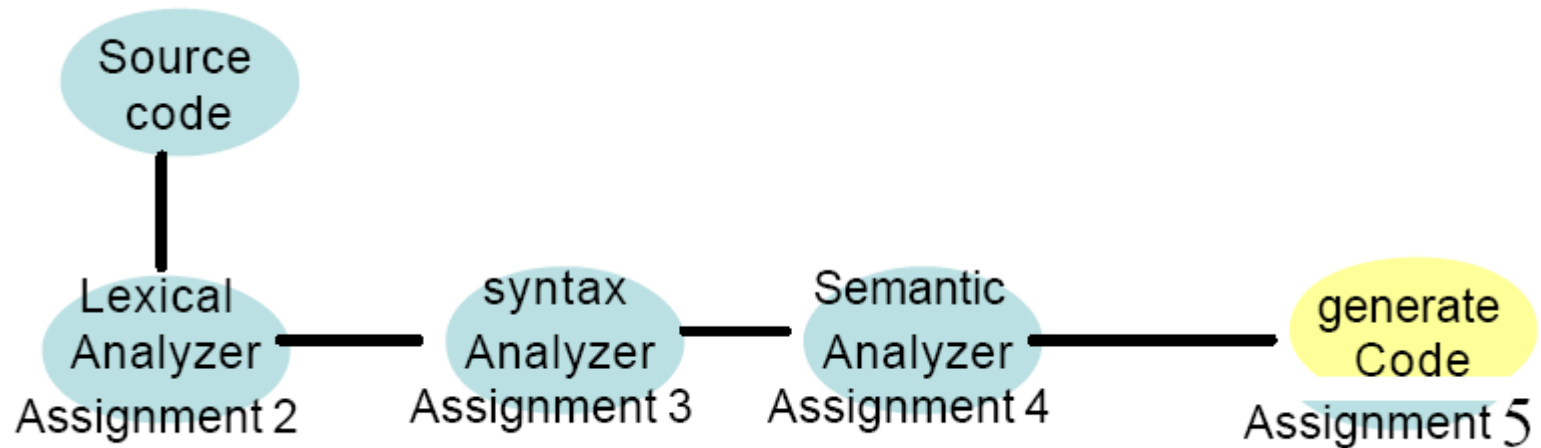 Source
code
Lexical
Analyzer
Assignment 2
syntax
Analyzer
Assignment 3
Semantic
Analyzer
Assignment 4
generate
Code
Assignment 5